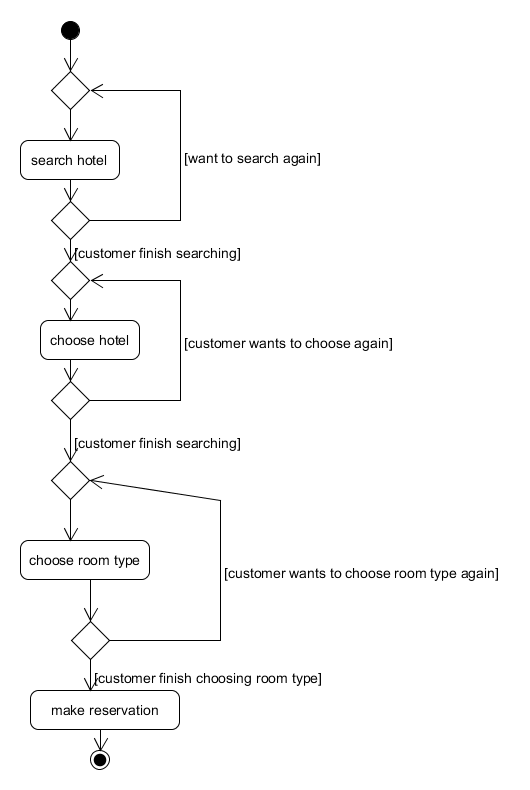 search hotel
[want to search again]
[customer finish searching]
choose hotel
[customer wants to choose again]
[customer finish searching]
choose room type
[customer wants to choose room type again]
[customer finish choosing room type]
make reservation